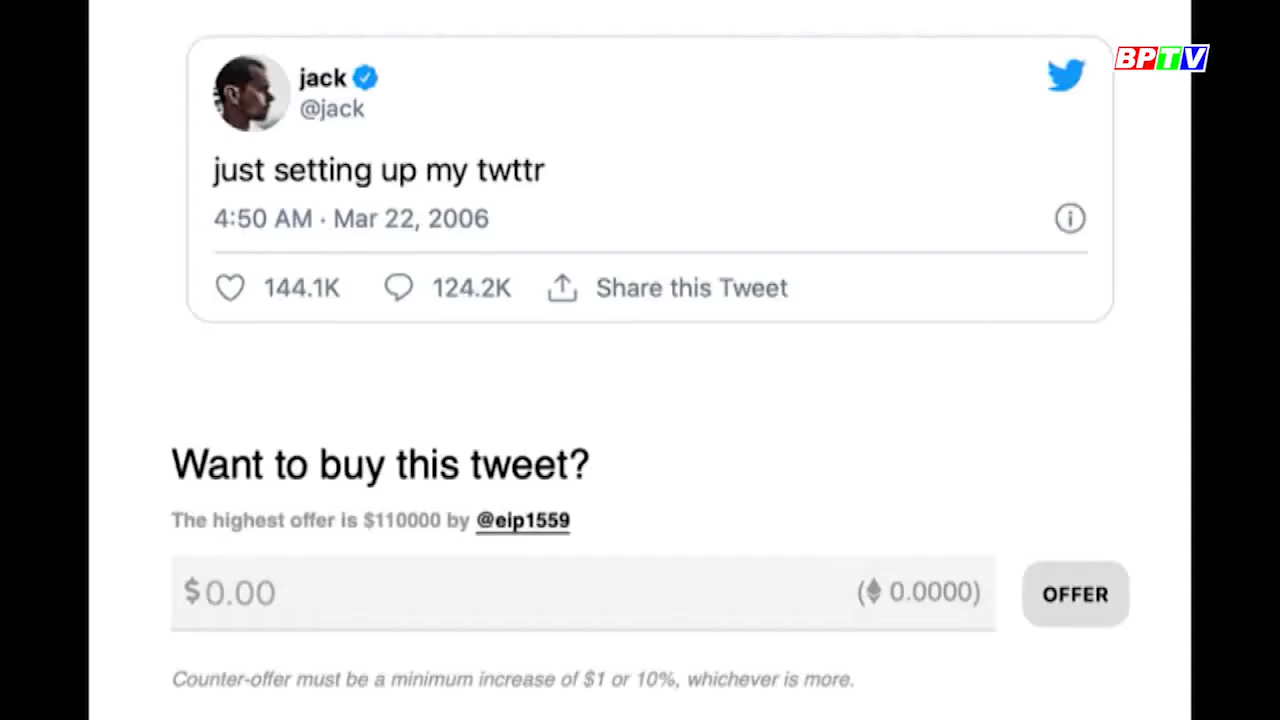 BPTV
jack
@jack
just setting up my twttr
4:50 AM · Mar 22, 2006
144.1K 124.2K Share this Tweet
Want to buy this tweet?
The highest offer is $110000 by @eip1559
$0.00 (0.0000) OFFER
Counter-offer must be a minimum increase of $1 or 10%, whichever is more.